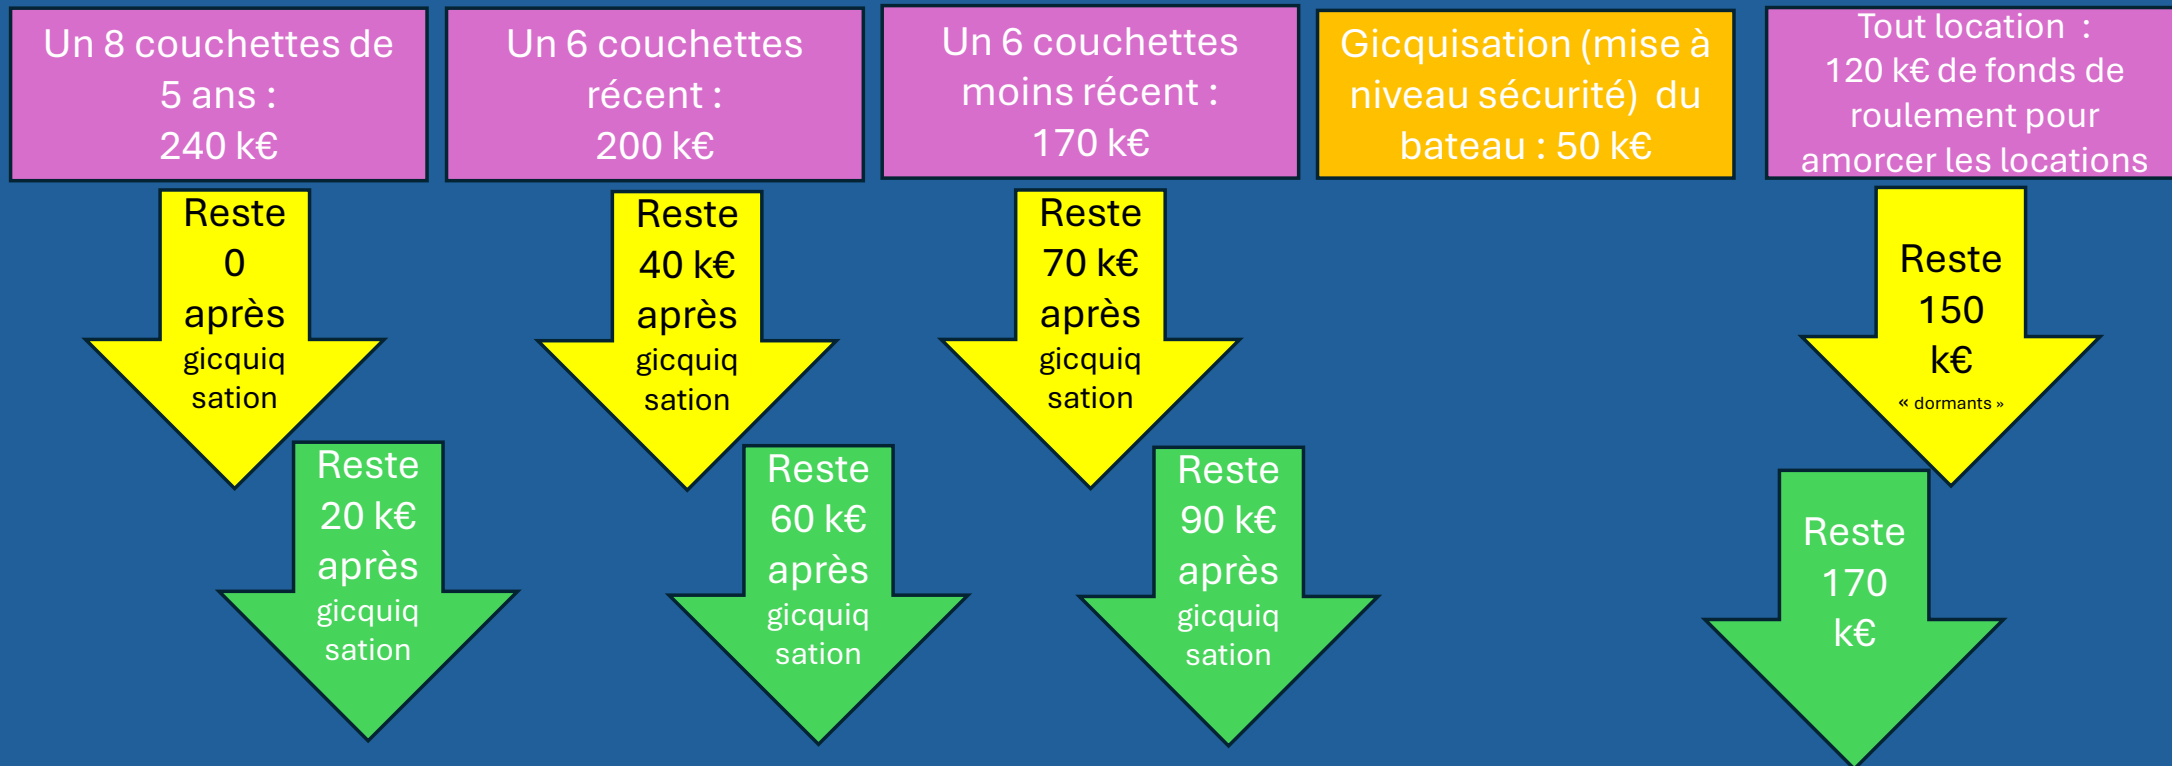 Un 8 couchettes de
5 ans :
240 k€
Un 6 couchettes
récent :
200 k€
Un 6 couchettes
moins récent :
170 k€
Gicquisation (mise à
niveau sécurité) du
bateau : 50 k€
Tout location :
120 k€ de fonds de
roulement pour
amorcer les locations
Reste
0
après
gicquiq
sation
Reste
40 k€
après
gicquiq
sation
Reste
70 k€
après
gicquiq
sation
Reste
150
k€
« dormants »
Reste
20 k€
après
gicquiq
sation
Reste
60 k€
après
gicquiq
sation
Reste
90 k€
après
gicquiq
sation
Reste
170
k€